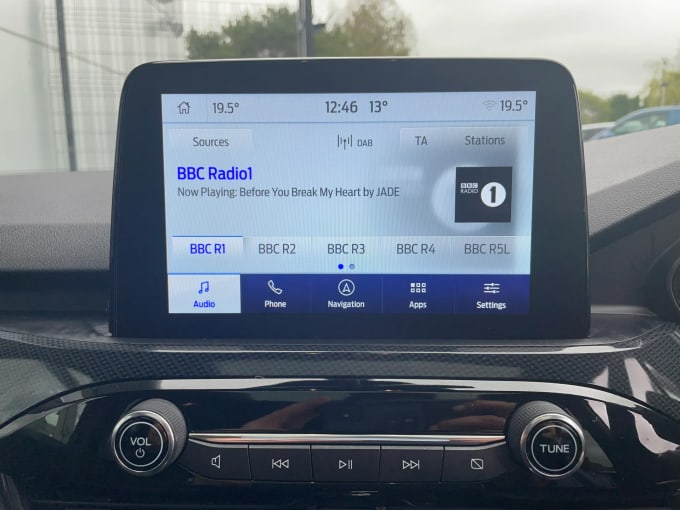 19.5° 12:46 13° 19.5°
Sources DAB TA Stations
BBC Radio1
Now Playing: Before You Break My Heart by JADE
BBC RADIO 1
BBC R1 BBC R2 BBC R3 BBC R4 BBC R5L
Audio Phone Navigation Apps Settings
VOL TUNE